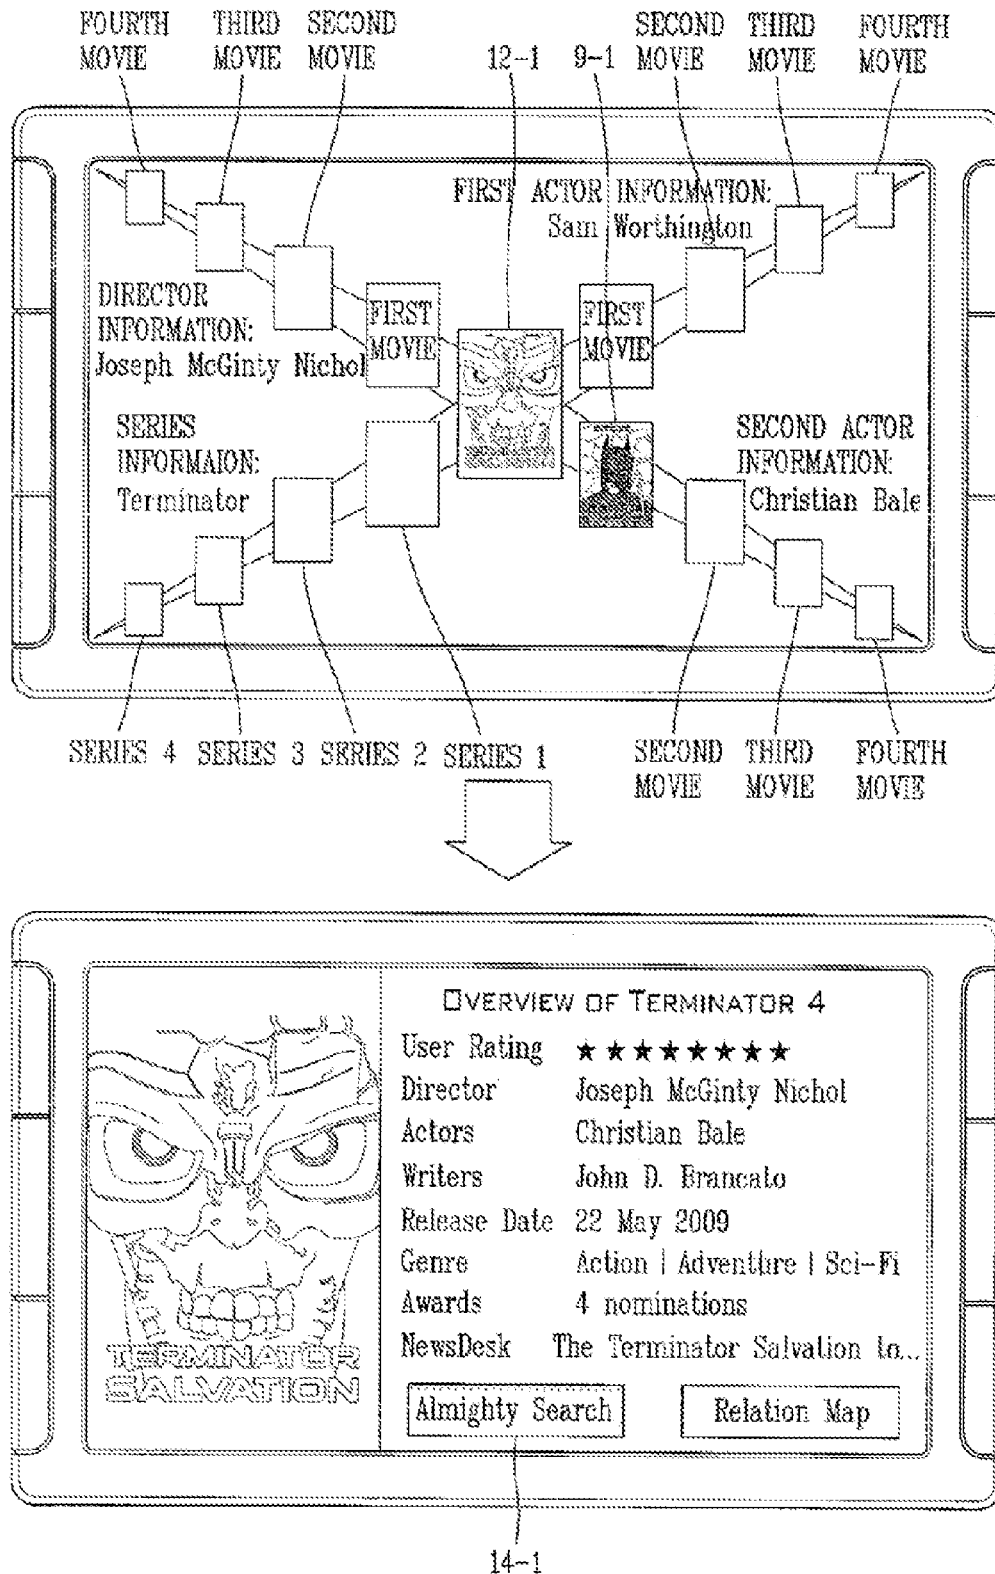 FOURTH MOVIE
THIRD MOVIE
SECOND MOVIE
12-1
9-1
SECOND MOVIE
THIRD MOVIE
FOURTH MOVIE
FIRST ACTOR INFORMATION:
Sam Worthington
DIRECTOR
INFORMATION:
Joseph McGinty Nichol
FIRST
MOVIE
FIRST
MOVIE
SERIES
INFORMAION:
Terminator
SECOND ACTOR
INFORMATION:
Christian Bale
SERIES 4
SERIES 3
SERIES 2
SERIES 1
SECOND MOVIE
THIRD MOVIE
FOURTH MOVIE
OVERVIEW OF TERMINATOR 4
User Rating ★★★★★★★★
Director Joseph McGinty Nichol
Actors Christian Bale
Writers John D. Brancato
Release Date 22 May 2009
Genre Action | Adventure | Sci-Fi
Awards 4 nominations
NewsDesk The Terminator Salvation to...
TERMINATOR
SALVATION
Almighty Search
Relation Map
14-1